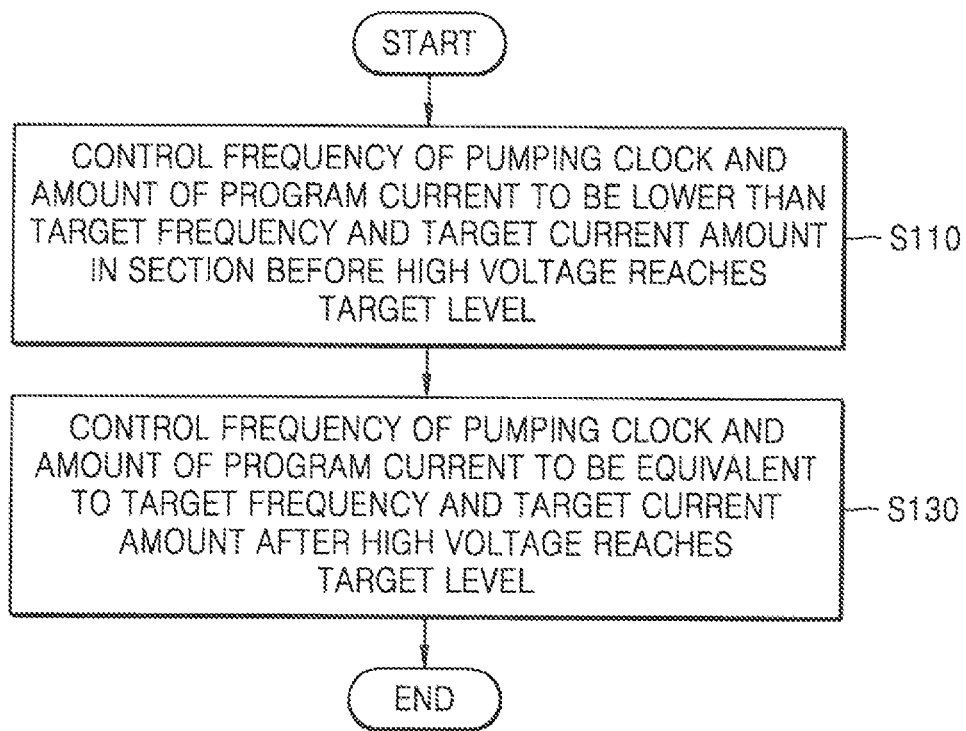 START
CONTROL FREQUENCY OF PUMPING CLOCK AND
AMOUNT OF PROGRAM CURRENT TO BE LOWER THAN
TARGET FREQUENCY AND TARGET CURRENT AMOUNT
IN SECTION BEFORE HIGH VOLTAGE REACHES
TARGET LEVEL
S110
CONTROL FREQUENCY OF PUMPING CLOCK AND
AMOUNT OF PROGRAM CURRENT TO BE EQUIVALENT
TO TARGET FREQUENCY AND TARGET CURRENT
AMOUNT AFTER HIGH VOLTAGE REACHES
TARGET LEVEL
S130
END